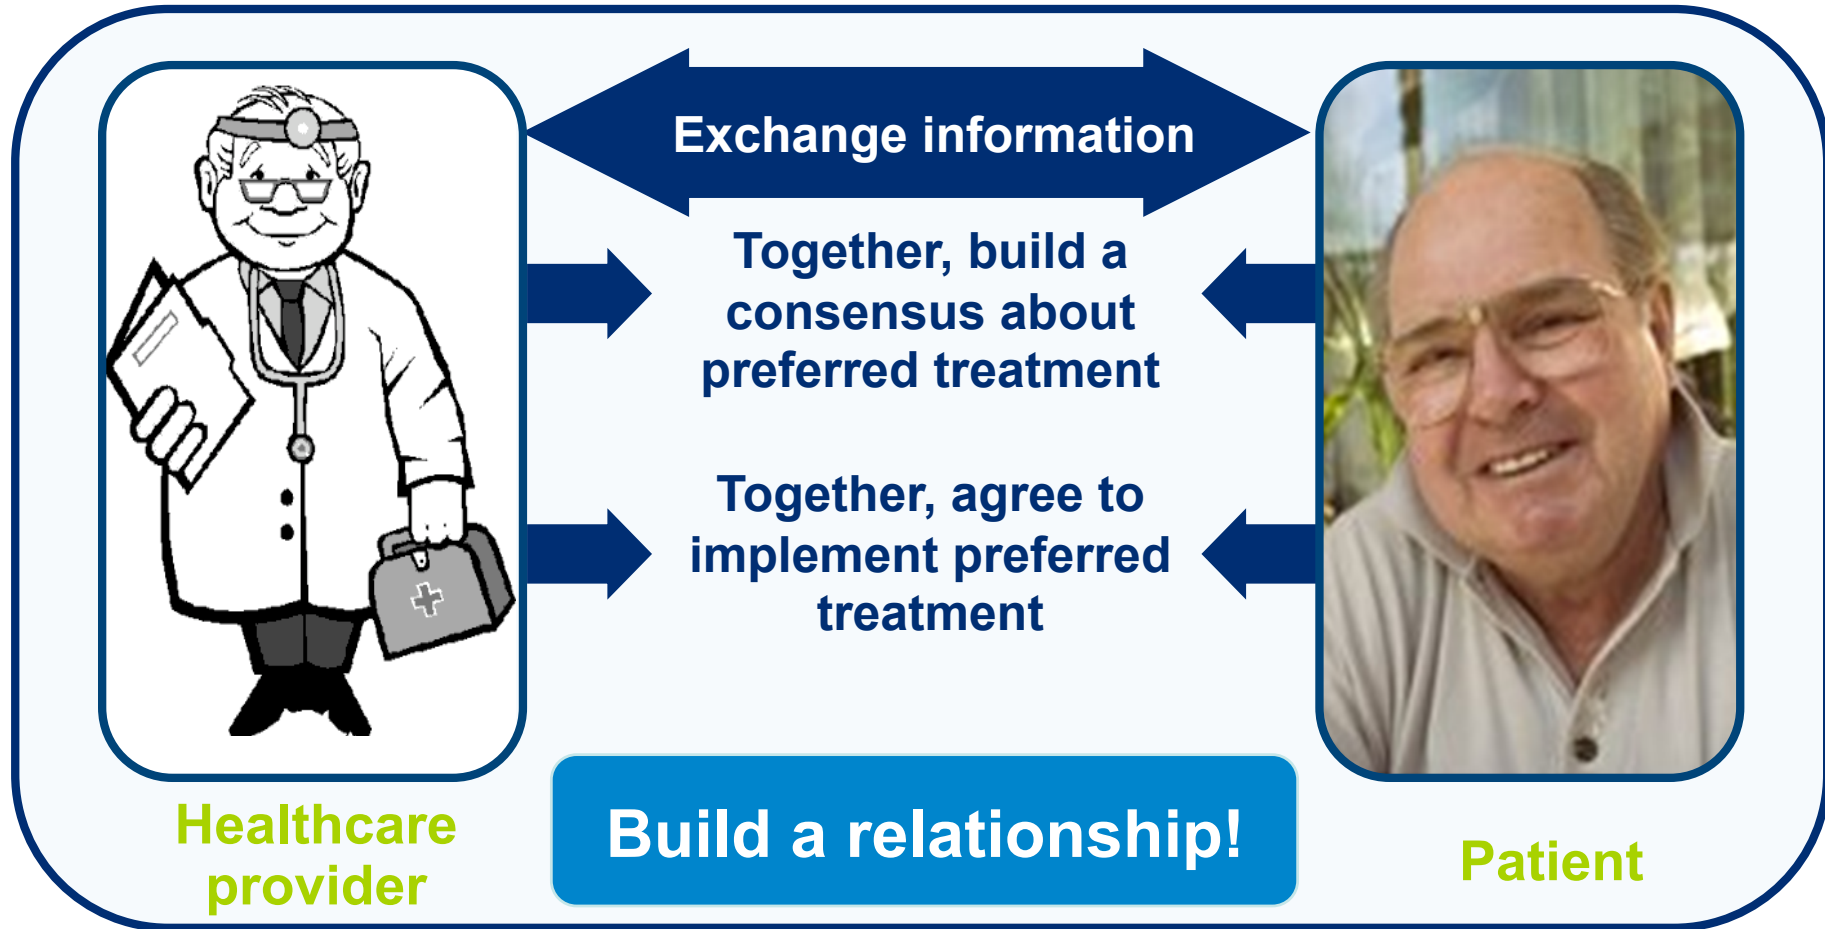 Exchange information
Together, build a
consensus about
preferred treatment
Together, agree to
implement preferred
treatment
Build a relationship!
Healthcare
provider
Patient